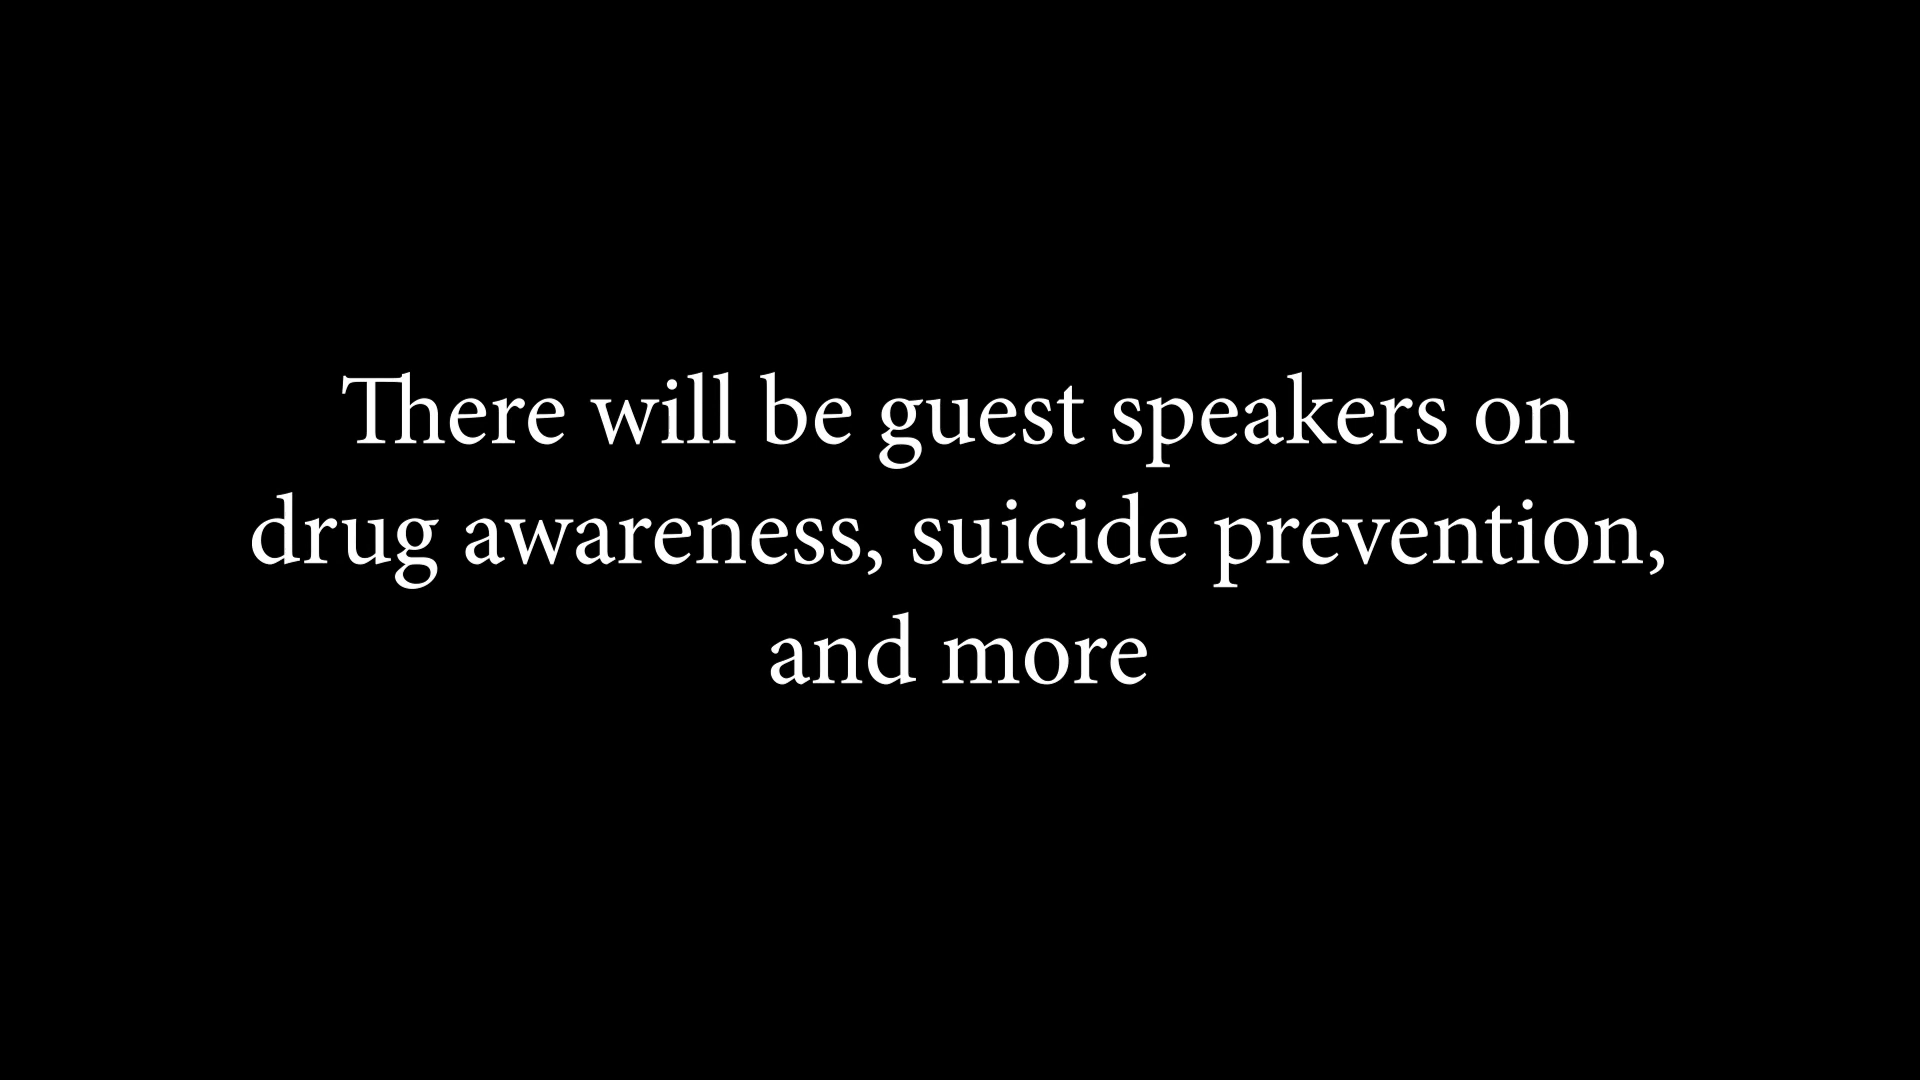 There will be guest speakers on
drug awareness, suicide prevention,
and more